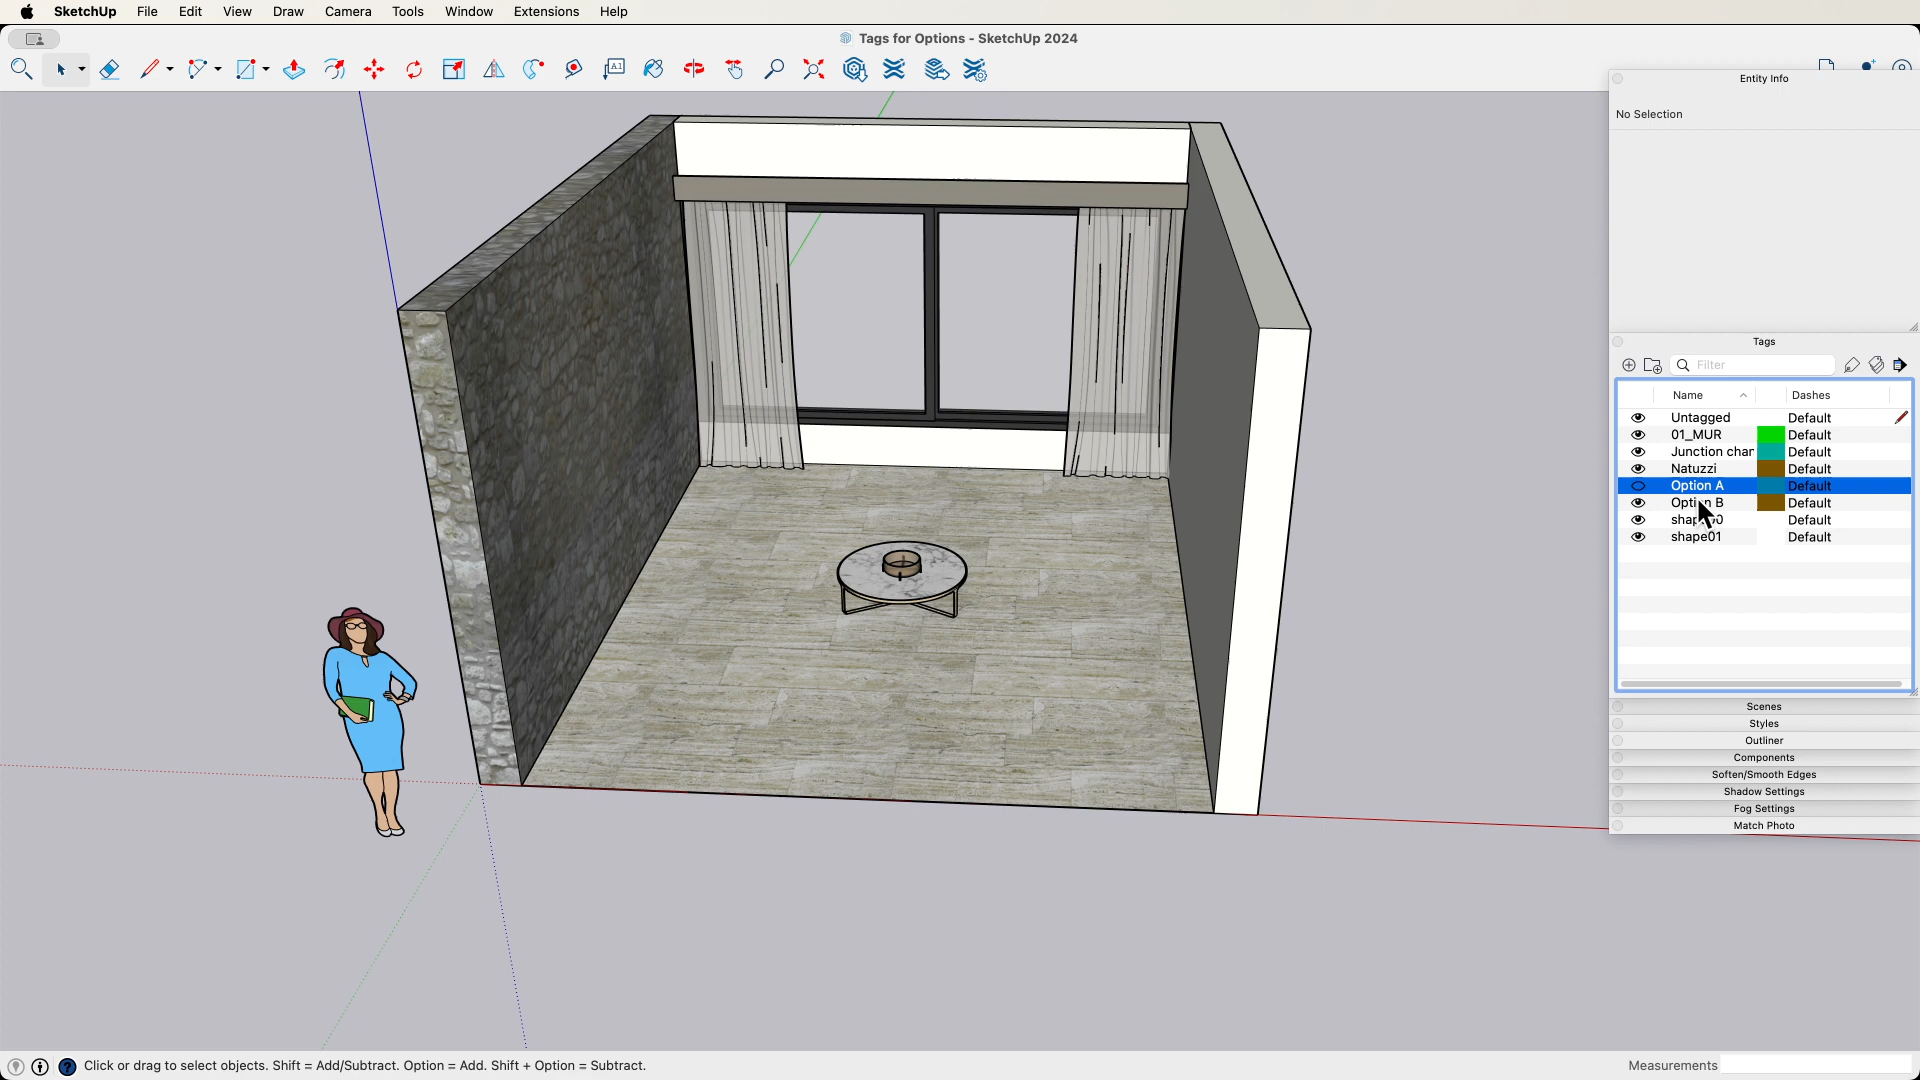 SketchUp File Edit View Draw Camera Tools Window Extensions Help
Tags for Options - SketchUp 2024
A1
Entity Info
No Selection
Tags
Filter
Name Dashes
Untagged Default
01_MUR Default
Junction char Default
Natuzzi Default
Option A Default
Option B Default
Default
shape01 Default
Scenes
Styles
Outliner
Components
Soften/Smooth Edges
Shadow Settings
Fog Settings
Match Photo
Click or drag to select objects. Shift = Add/Subtract. Option = Add. Shift + Option = Subtract.
Measurements